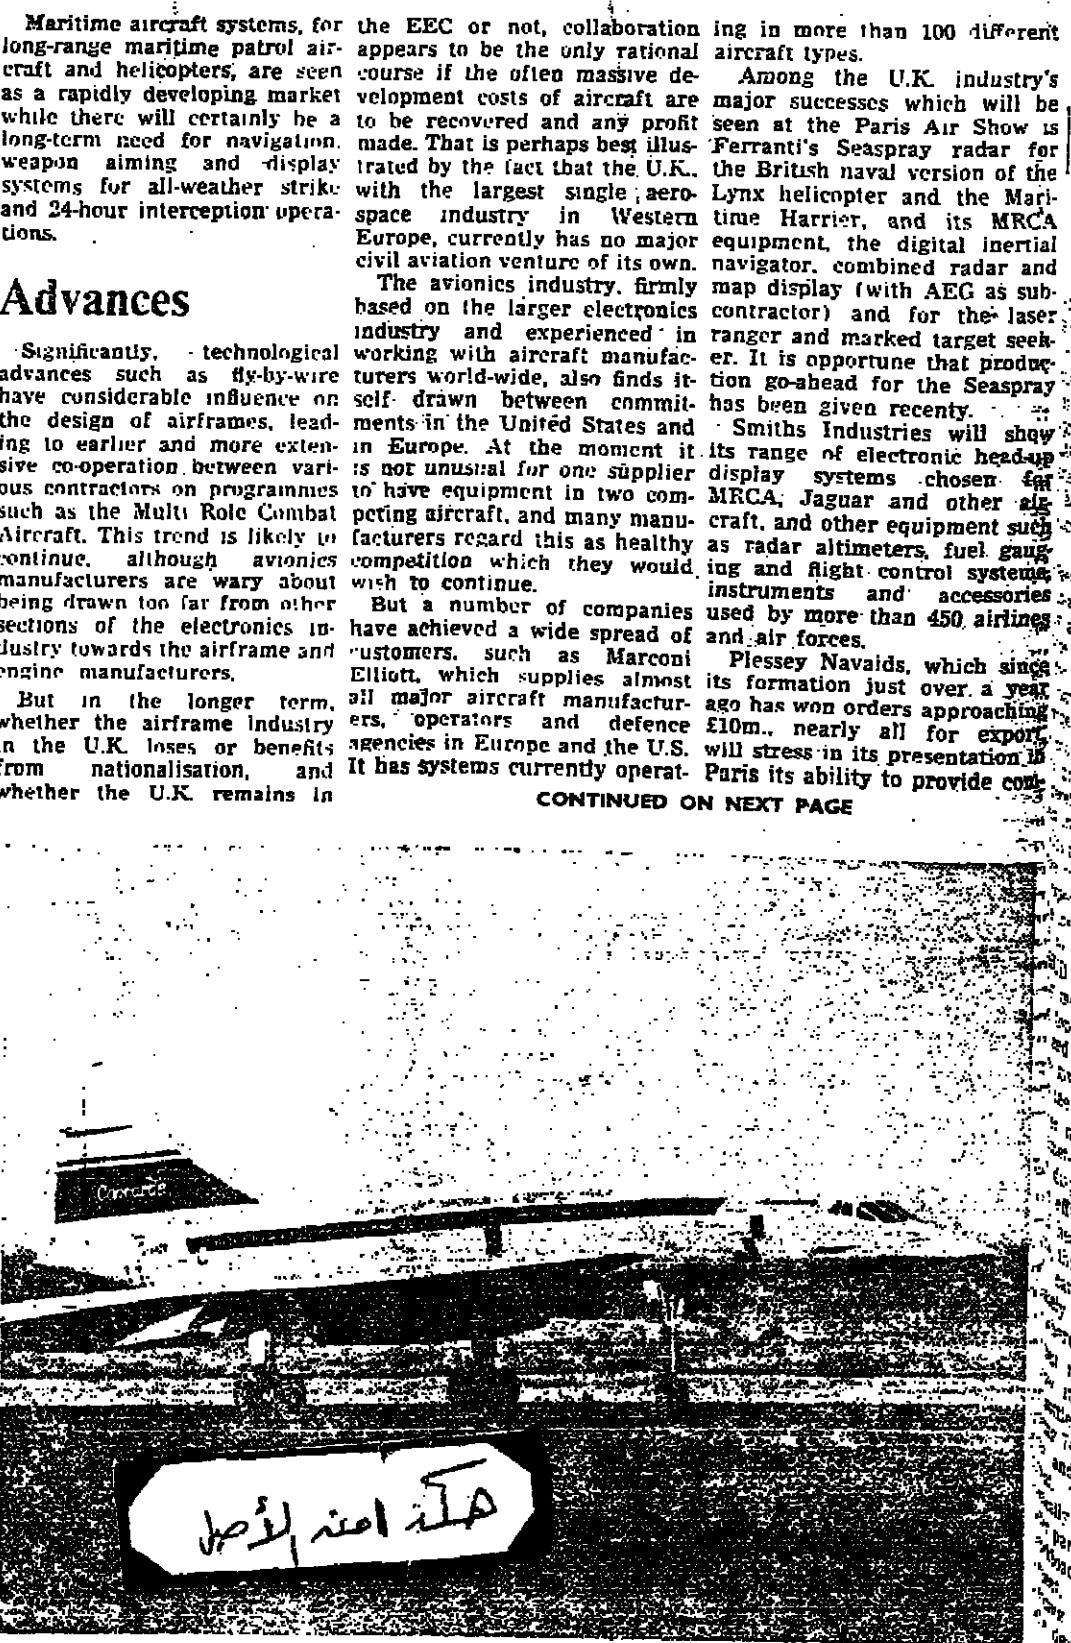 Maritime aircraft systems, for
long-range maritime patrol air-
craft and helicopters, are seen
as a rapidly developing market
while there will certainly be a
long-term need for navigation,
weapon aiming and display
systems for all-weather strike
and 24-hour interception opera-
tions.
Advances
Significantly, technological
advances such as fly-by-wire
have considerable influence on
the design of airframes, lead-
ing to earlier and more exten-
sive co-operation between vari-
ous contractors on programmes
such as the Multi Role Combat
Aircraft. This trend is likely to
continue, although avionics
manufacturers are wary about
being drawn too far from other
sections of the electronics in-
dustry towards the airframe and
engine manufacturers.
But in the longer term,
whether the airframe industry
in the U.K. loses or benefits
from nationalisation, and
whether the U.K. remains in
the EEC or not, collaboration
appears to be the only rational
course if the often massive de-
velopment costs of aircraft are
to be recovered and any profit
made. That is perhaps best illus-
trated by the fact that the U.K.,
with the largest single aero-
space industry in Western
Europe, currently has no major
civil aviation venture of its own.
The avionics industry, firmly
based on the larger electronics
industry and experienced in
working with aircraft manufac-
turers world-wide, also finds it-
self drawn between commit-
ments in the United States and
in Europe. At the moment it
is not unusual for one supplier
to have equipment in two com-
peting aircraft, and many manu-
facturers regard this as healthy
competition which they would
wish to continue.
But a number of companies
have achieved a wide spread of
customers, such as Marconi
Elliott, which supplies almost
all major aircraft manufactur-
ers, operators and defence
agencies in Europe and the U.S.
It has systems currently operat-
ing in more than 100 different
aircraft types.
Among the U.K. industry's
major successes which will be
seen at the Paris Air Show is
Ferranti's Seaspray radar for
the British naval version of the
Lynx helicopter and the Mari-
time Harrier, and its MRCA
equipment, the digital inertial
navigator, combined radar and
map display (with AEG as sub-
contractor) and for the laser
ranger and marked target seek-
er. It is opportune that produc-
tion go-ahead for the Seaspray
has been given recenty.
Smiths Industries will show
its range of electronic head-up
display systems chosen for
MRCA, Jaguar and other air-
craft, and other equipment such
as radar altimeters, fuel gaug-
ing and flight control systems,
instruments and accessories
used by more than 450 airlines
and air forces.
Plessey Navaids, which since
its formation just over a year
ago has won orders approaching
£10m., nearly all for export,
will stress in its presentation in
Paris its ability to provide com-
CONTINUED ON NEXT PAGE
Concorde